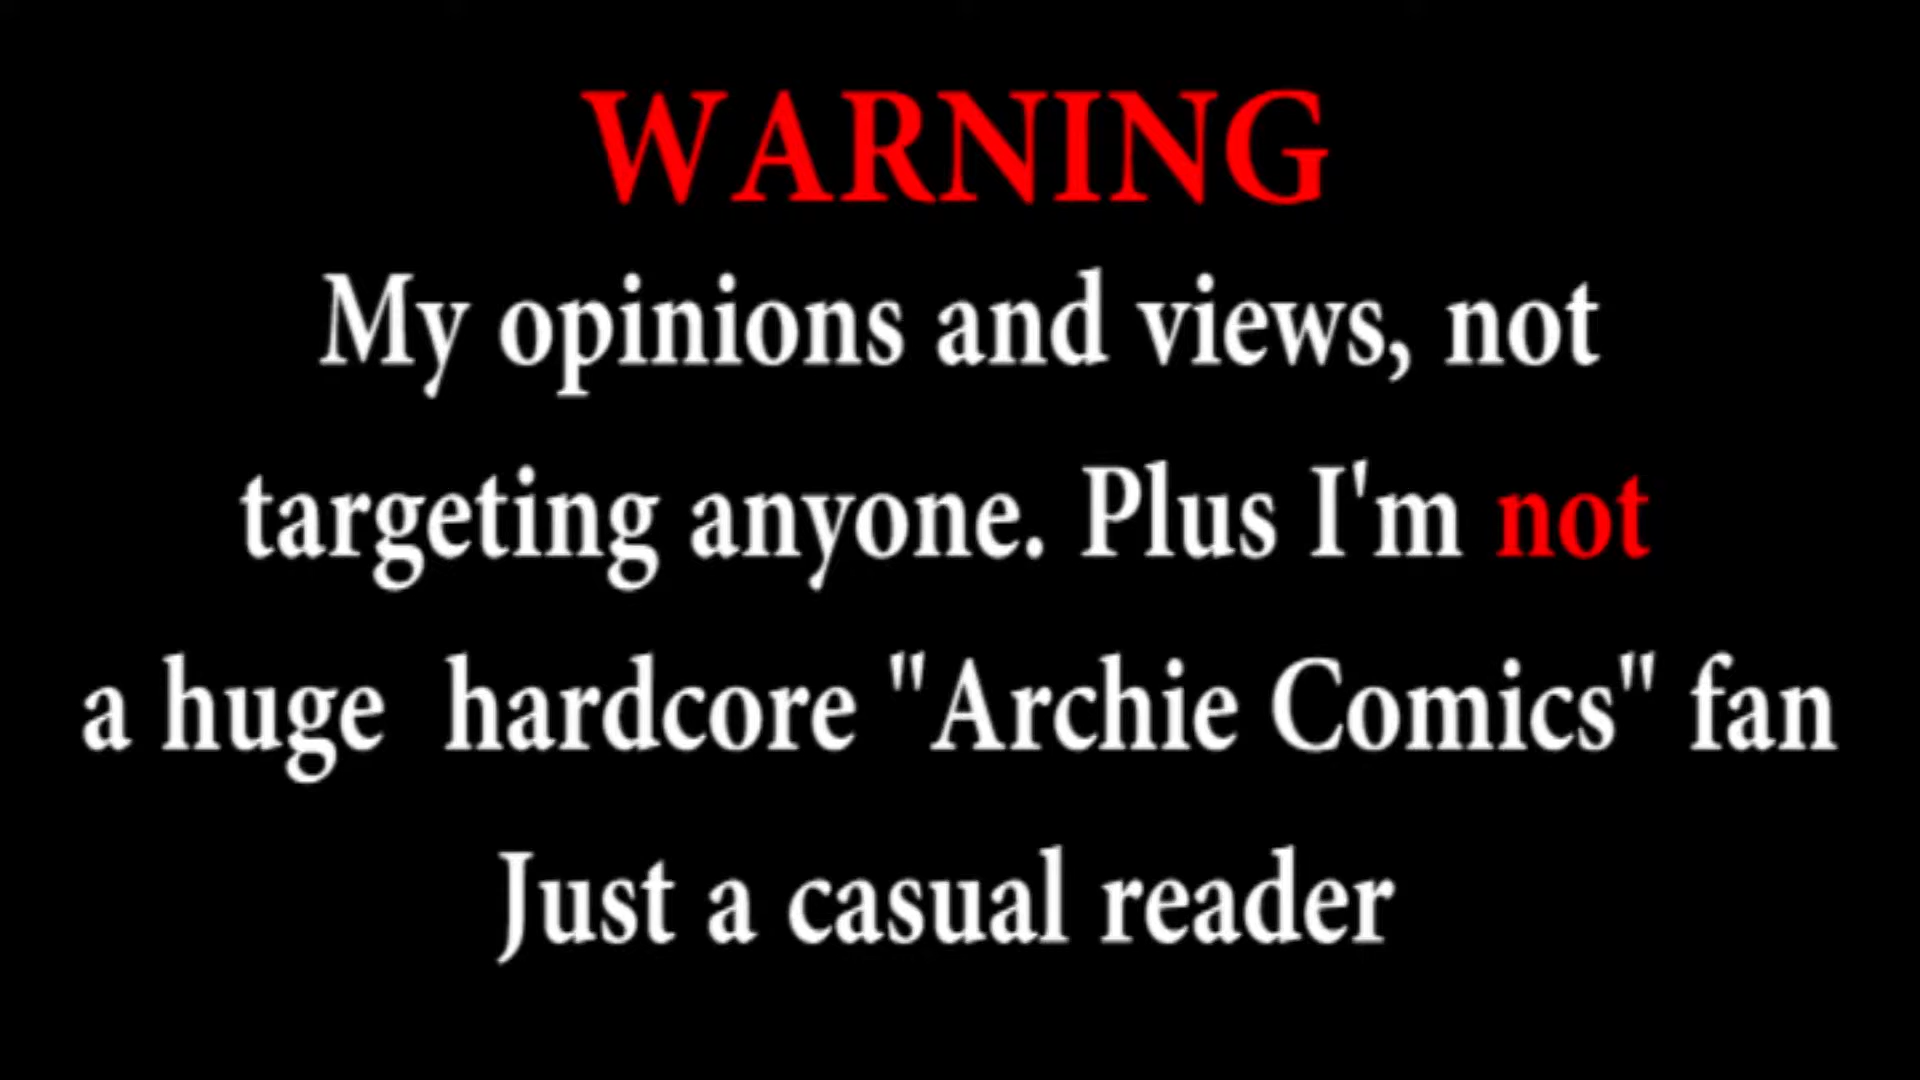 WARNING
My opinions and views, not
targeting anyone. Plus I'm not
a huge  hardcore "Archie Comics" fan
Just a casual reader